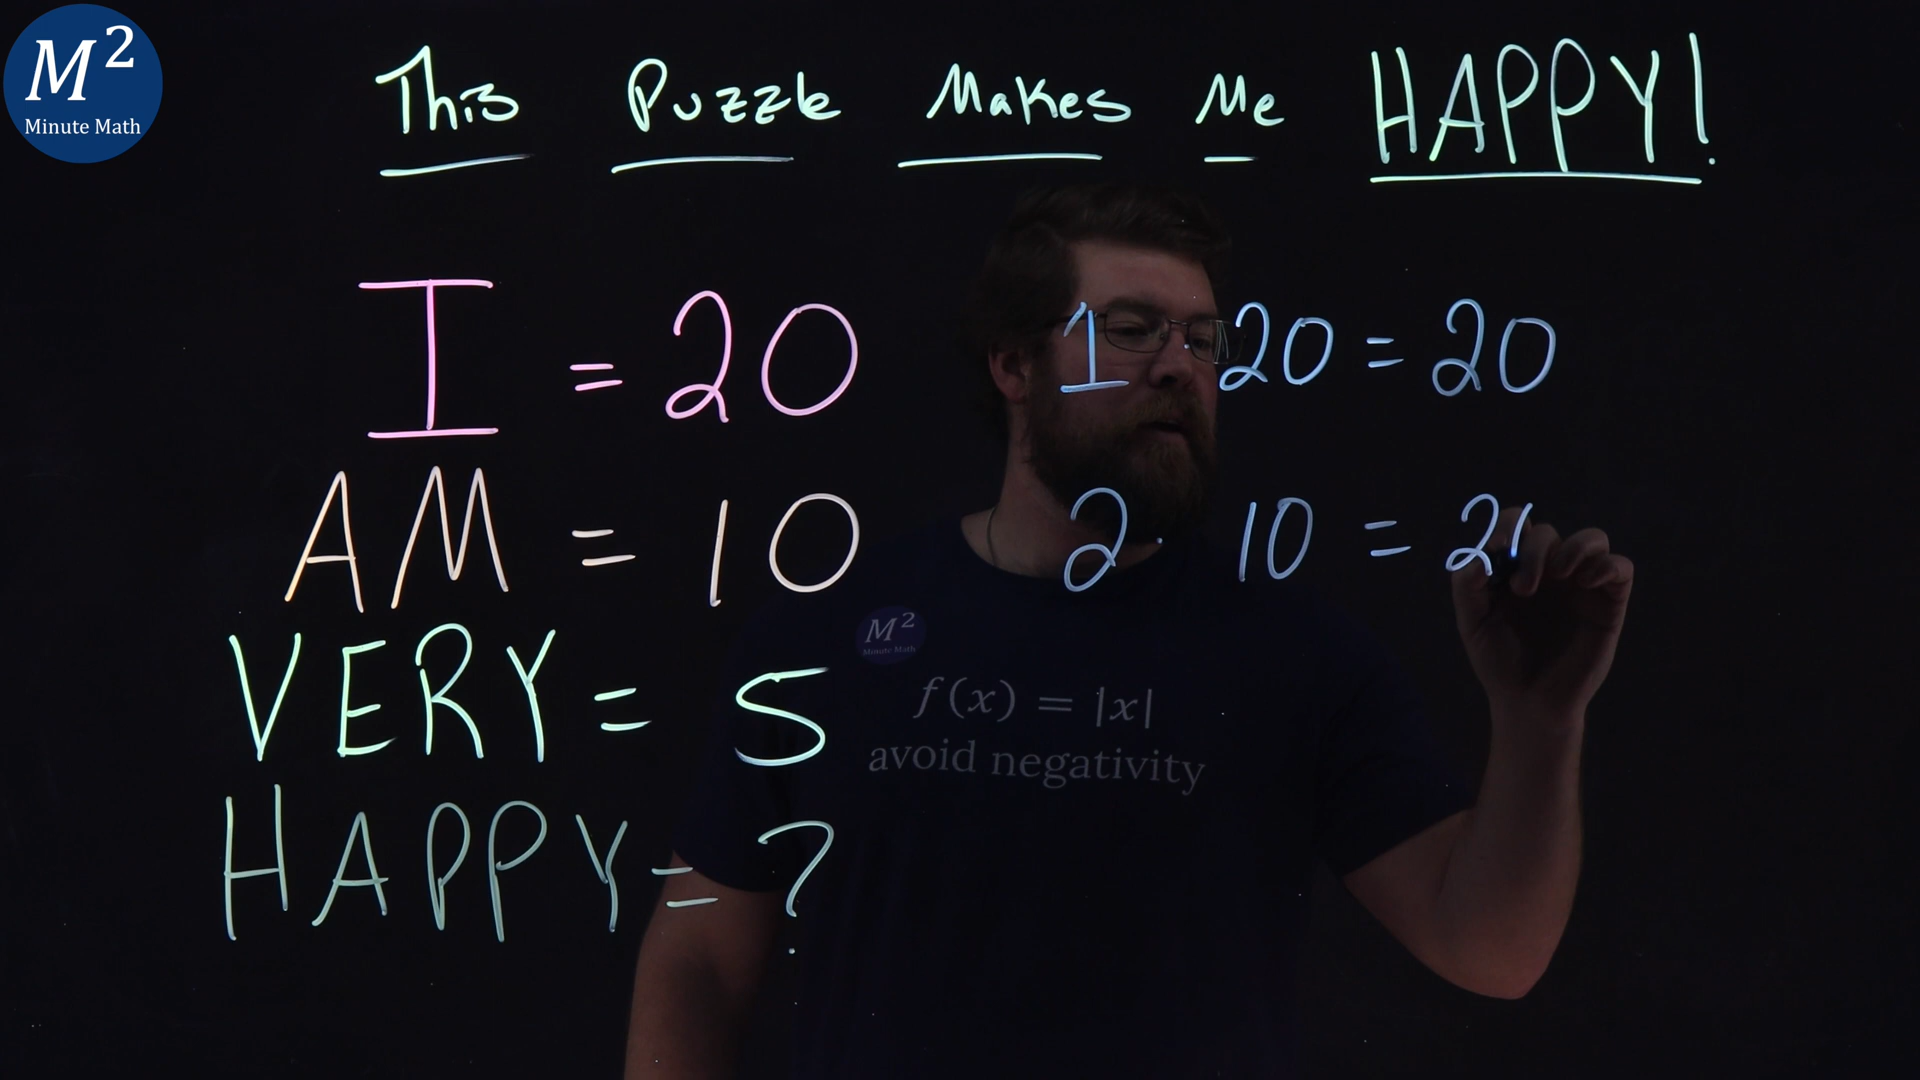 M²
Minute Math
This Puzzle Makes Me HAPPY!
I = 20
1 · 20 = 20
AM = 10
2 · 10 = 20
VERY = 5
HAPPY = ?
M²
Minute Math
f(x) = |x|
avoid negativity